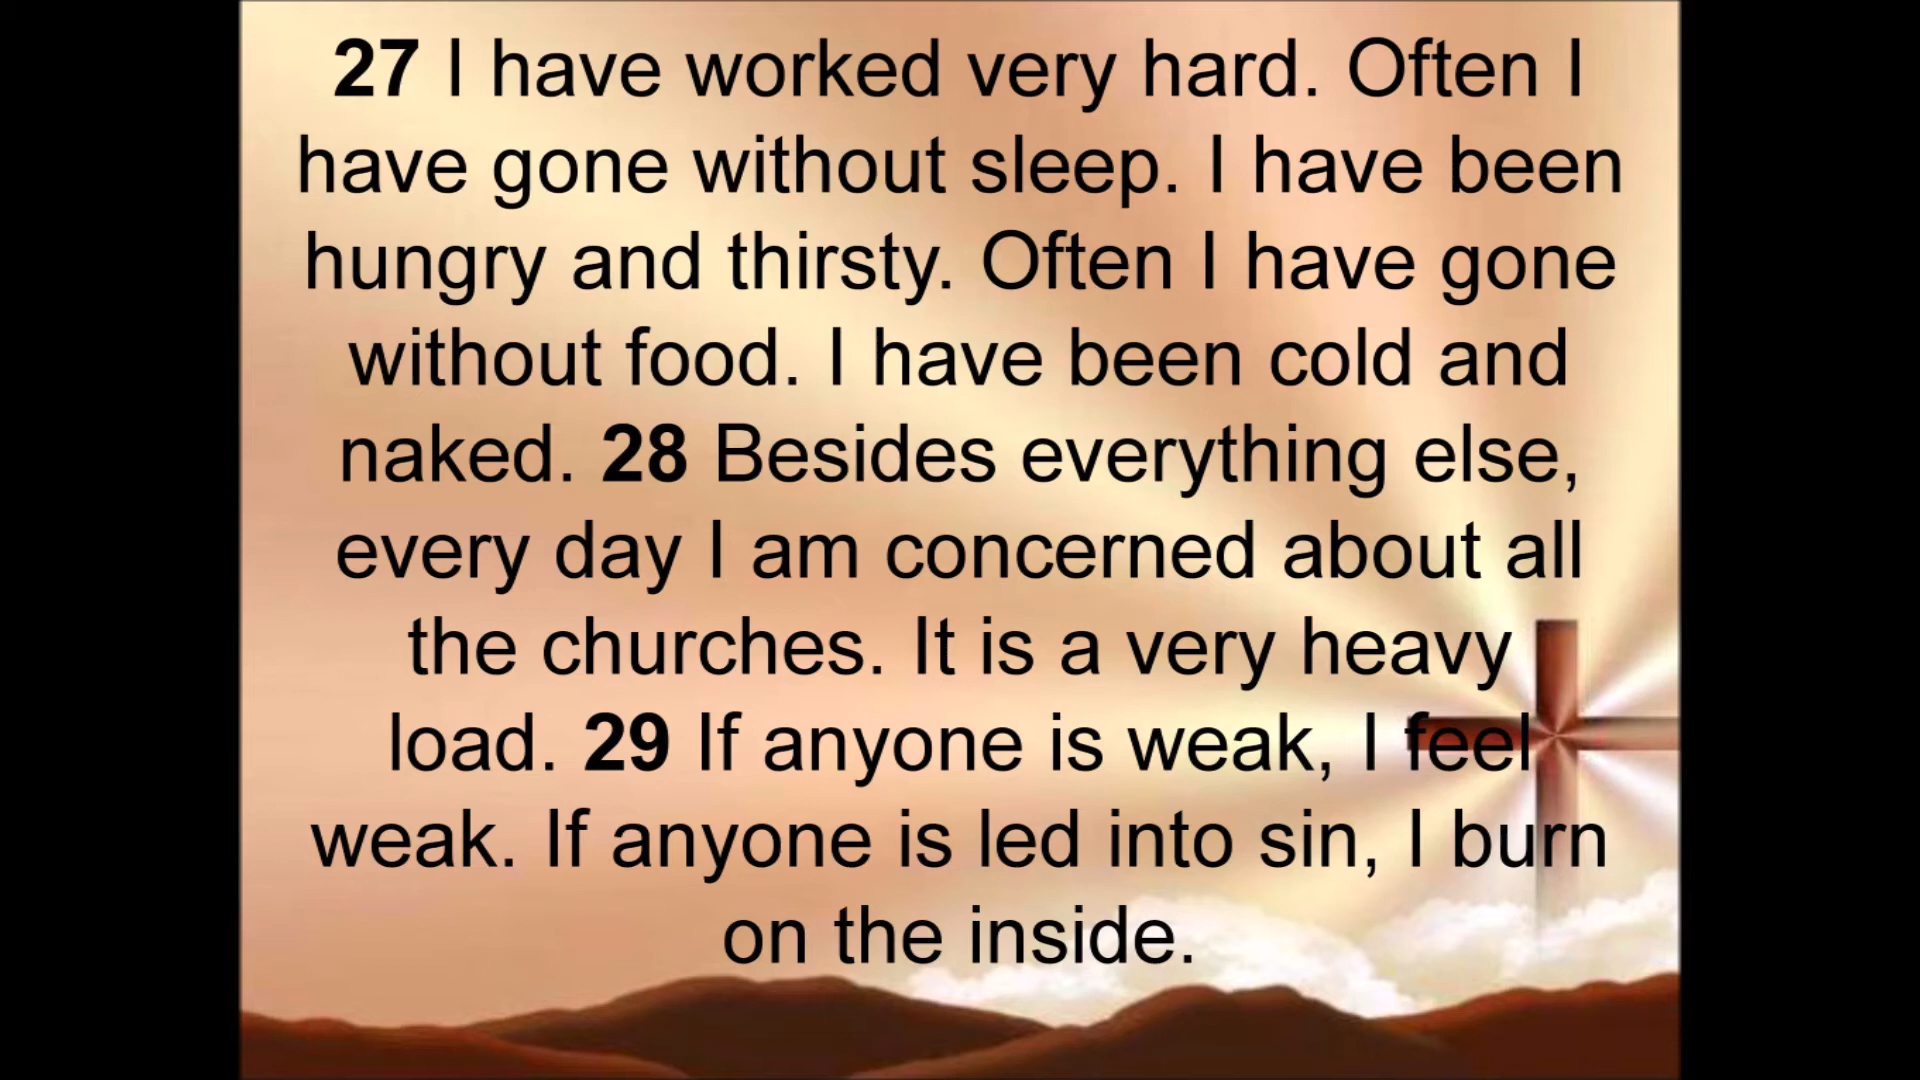 27 I have worked very hard. Often I
have gone without sleep. I have been
hungry and thirsty. Often I have gone
without food. I have been cold and
naked. 28 Besides everything else,
every day I am concerned about all
the churches. It is a very heavy
load. 29 If anyone is weak, I feel
weak. If anyone is led into sin, I burn
on the inside.